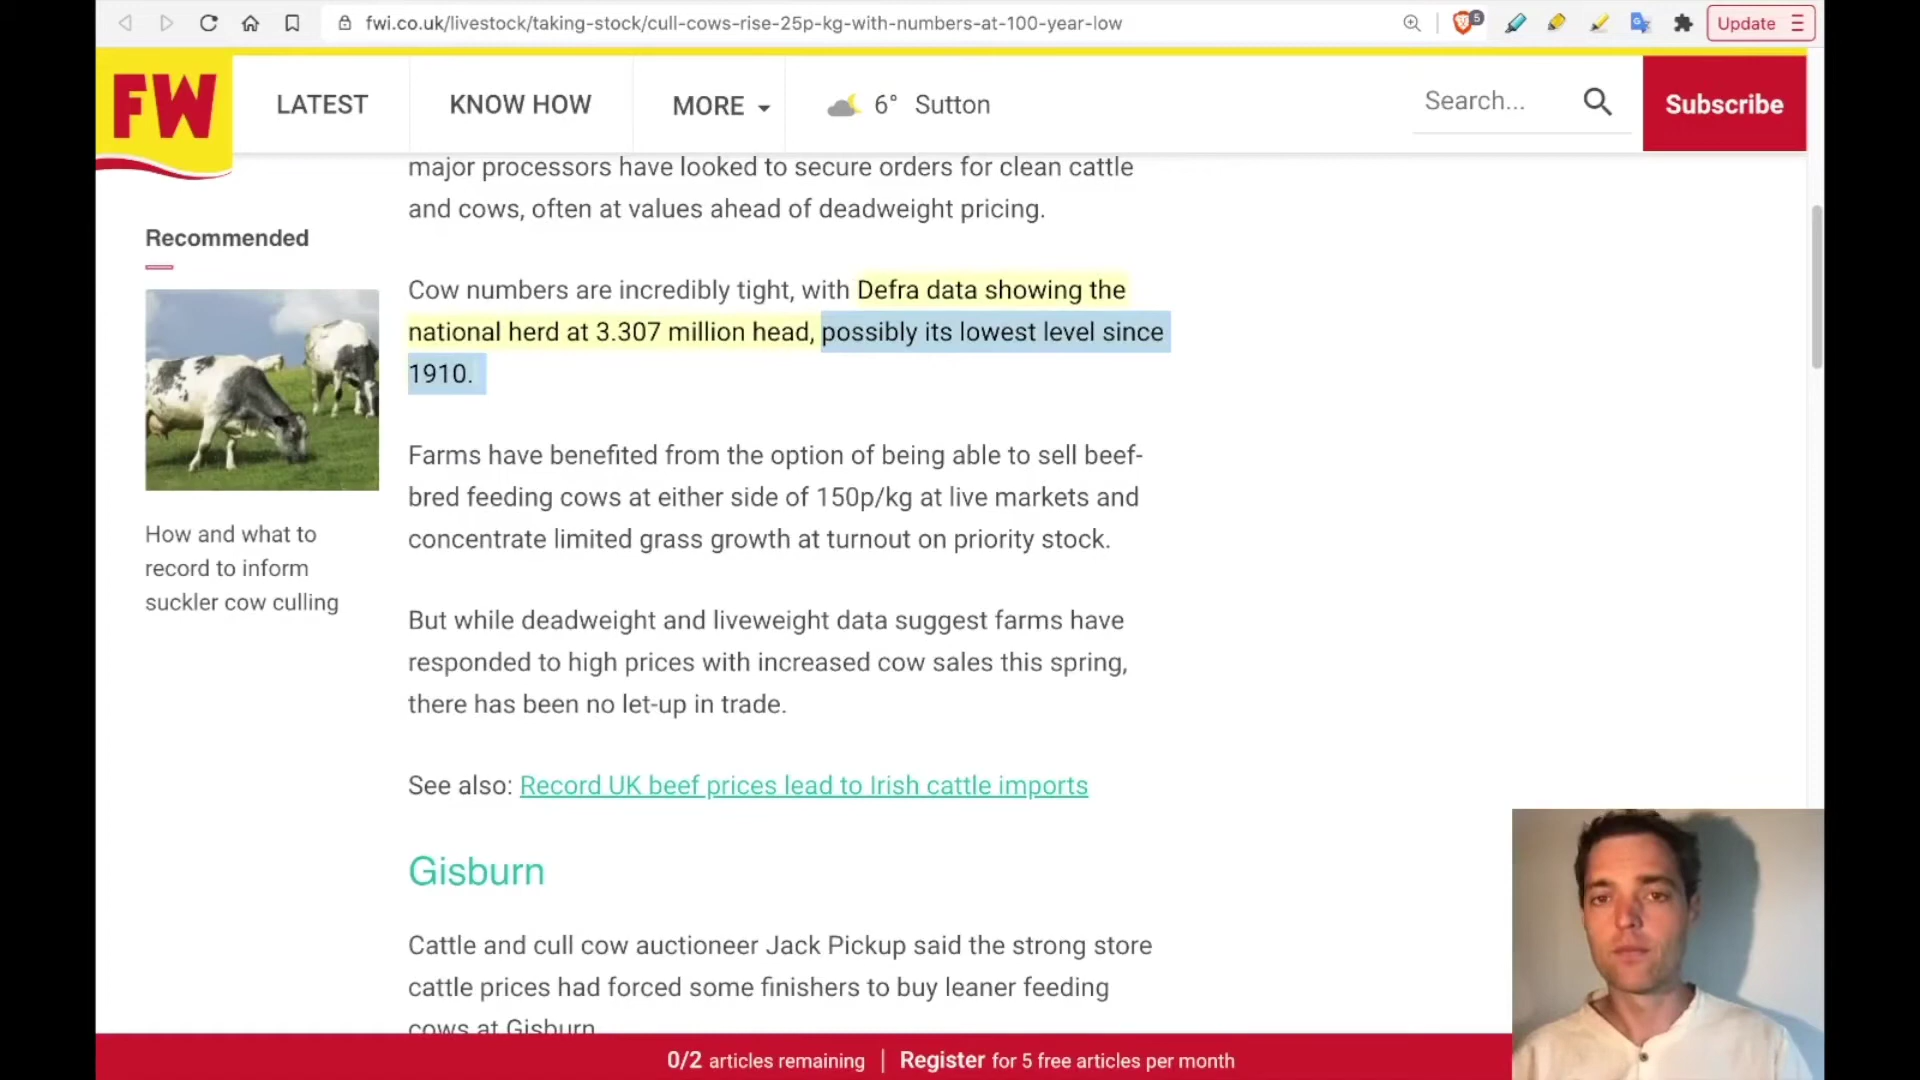 fwi.co.uk/livestock/taking-stock/cull-cows-rise-25p-kg-with-numbers-at-100-year-low
5
Update
FW
LATEST
KNOW HOW
MORE
6° Sutton
Search...
Subscribe
major processors have looked to secure orders for clean cattle
and cows, often at values ahead of deadweight pricing.
Recommended
How and what to
record to inform
suckler cow culling
Cow numbers are incredibly tight, with Defra data showing the
national herd at 3.307 million head, possibly its lowest level since
1910.
Farms have benefited from the option of being able to sell beef-
bred feeding cows at either side of 150p/kg at live markets and
concentrate limited grass growth at turnout on priority stock.
But while deadweight and liveweight data suggest farms have
responded to high prices with increased cow sales this spring,
there has been no let-up in trade.
See also: Record UK beef prices lead to Irish cattle imports
Gisburn
Cattle and cull cow auctioneer Jack Pickup said the strong store
cattle prices had forced some finishers to buy leaner feeding
cows at Gisburn
0/2 articles remaining | Register for 5 free articles per month